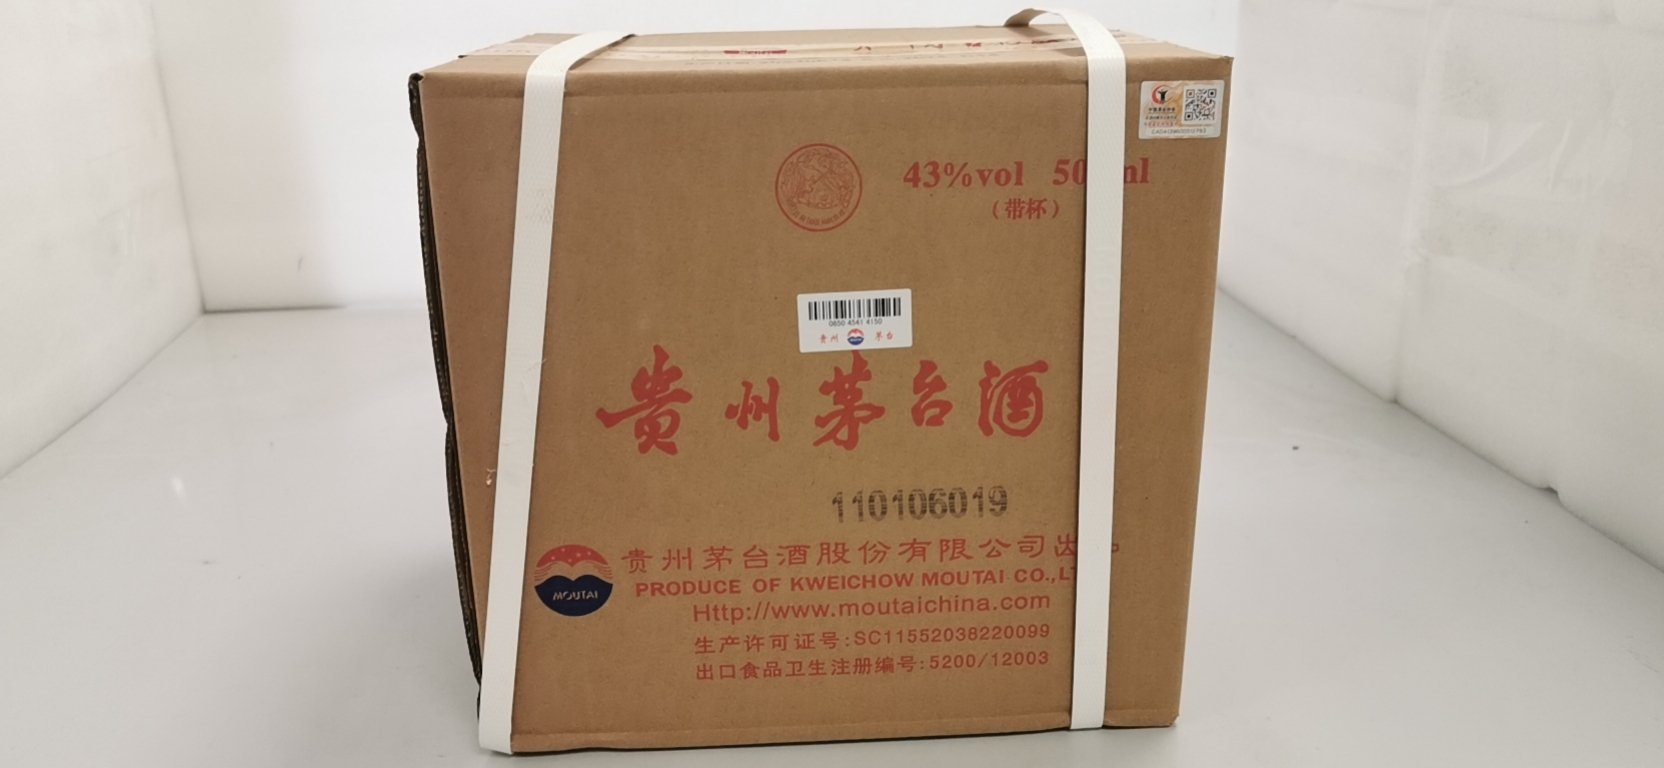 43%vol 50 ml
（带杯）
0650 4541 4150
贵州 MOUTAI 茅台
贵州茅台酒
110106019
贵州茅台酒股份有限公司出
MOUTAI
PRODUCE OF KWEICHOW MOUTAI CO.,L
Http://www.moutaichina.com
生产许可证号:SC11552038220099
出口食品卫生注册编号:5200/12003